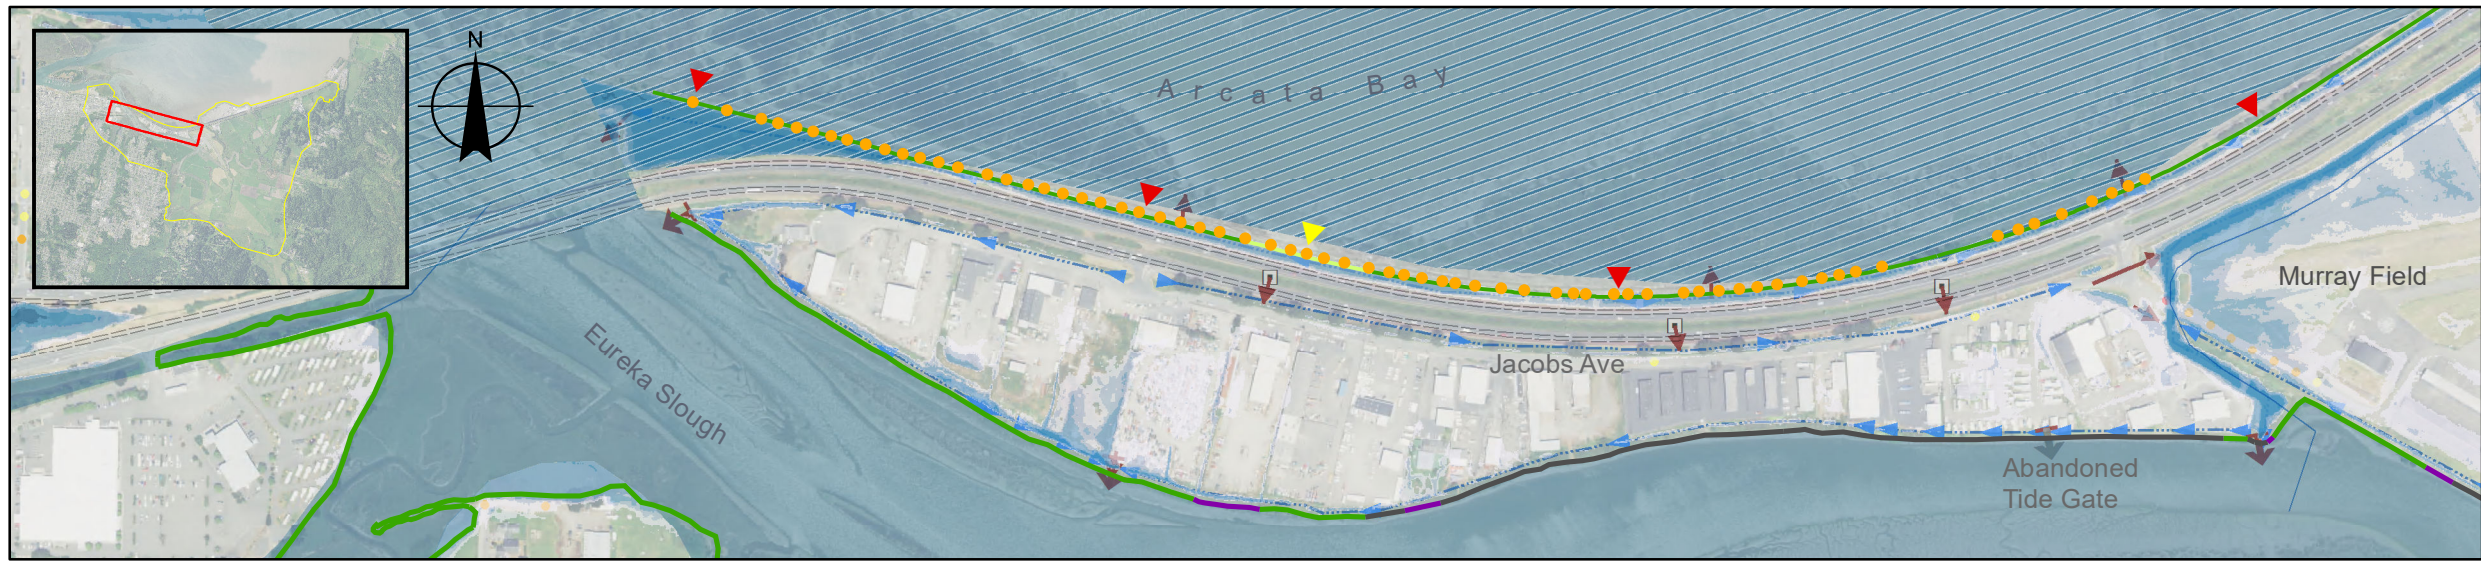 N
Arcata Bay
Murray Field
Eureka Slough
Jacobs Ave
Abandoned
Tide Gate